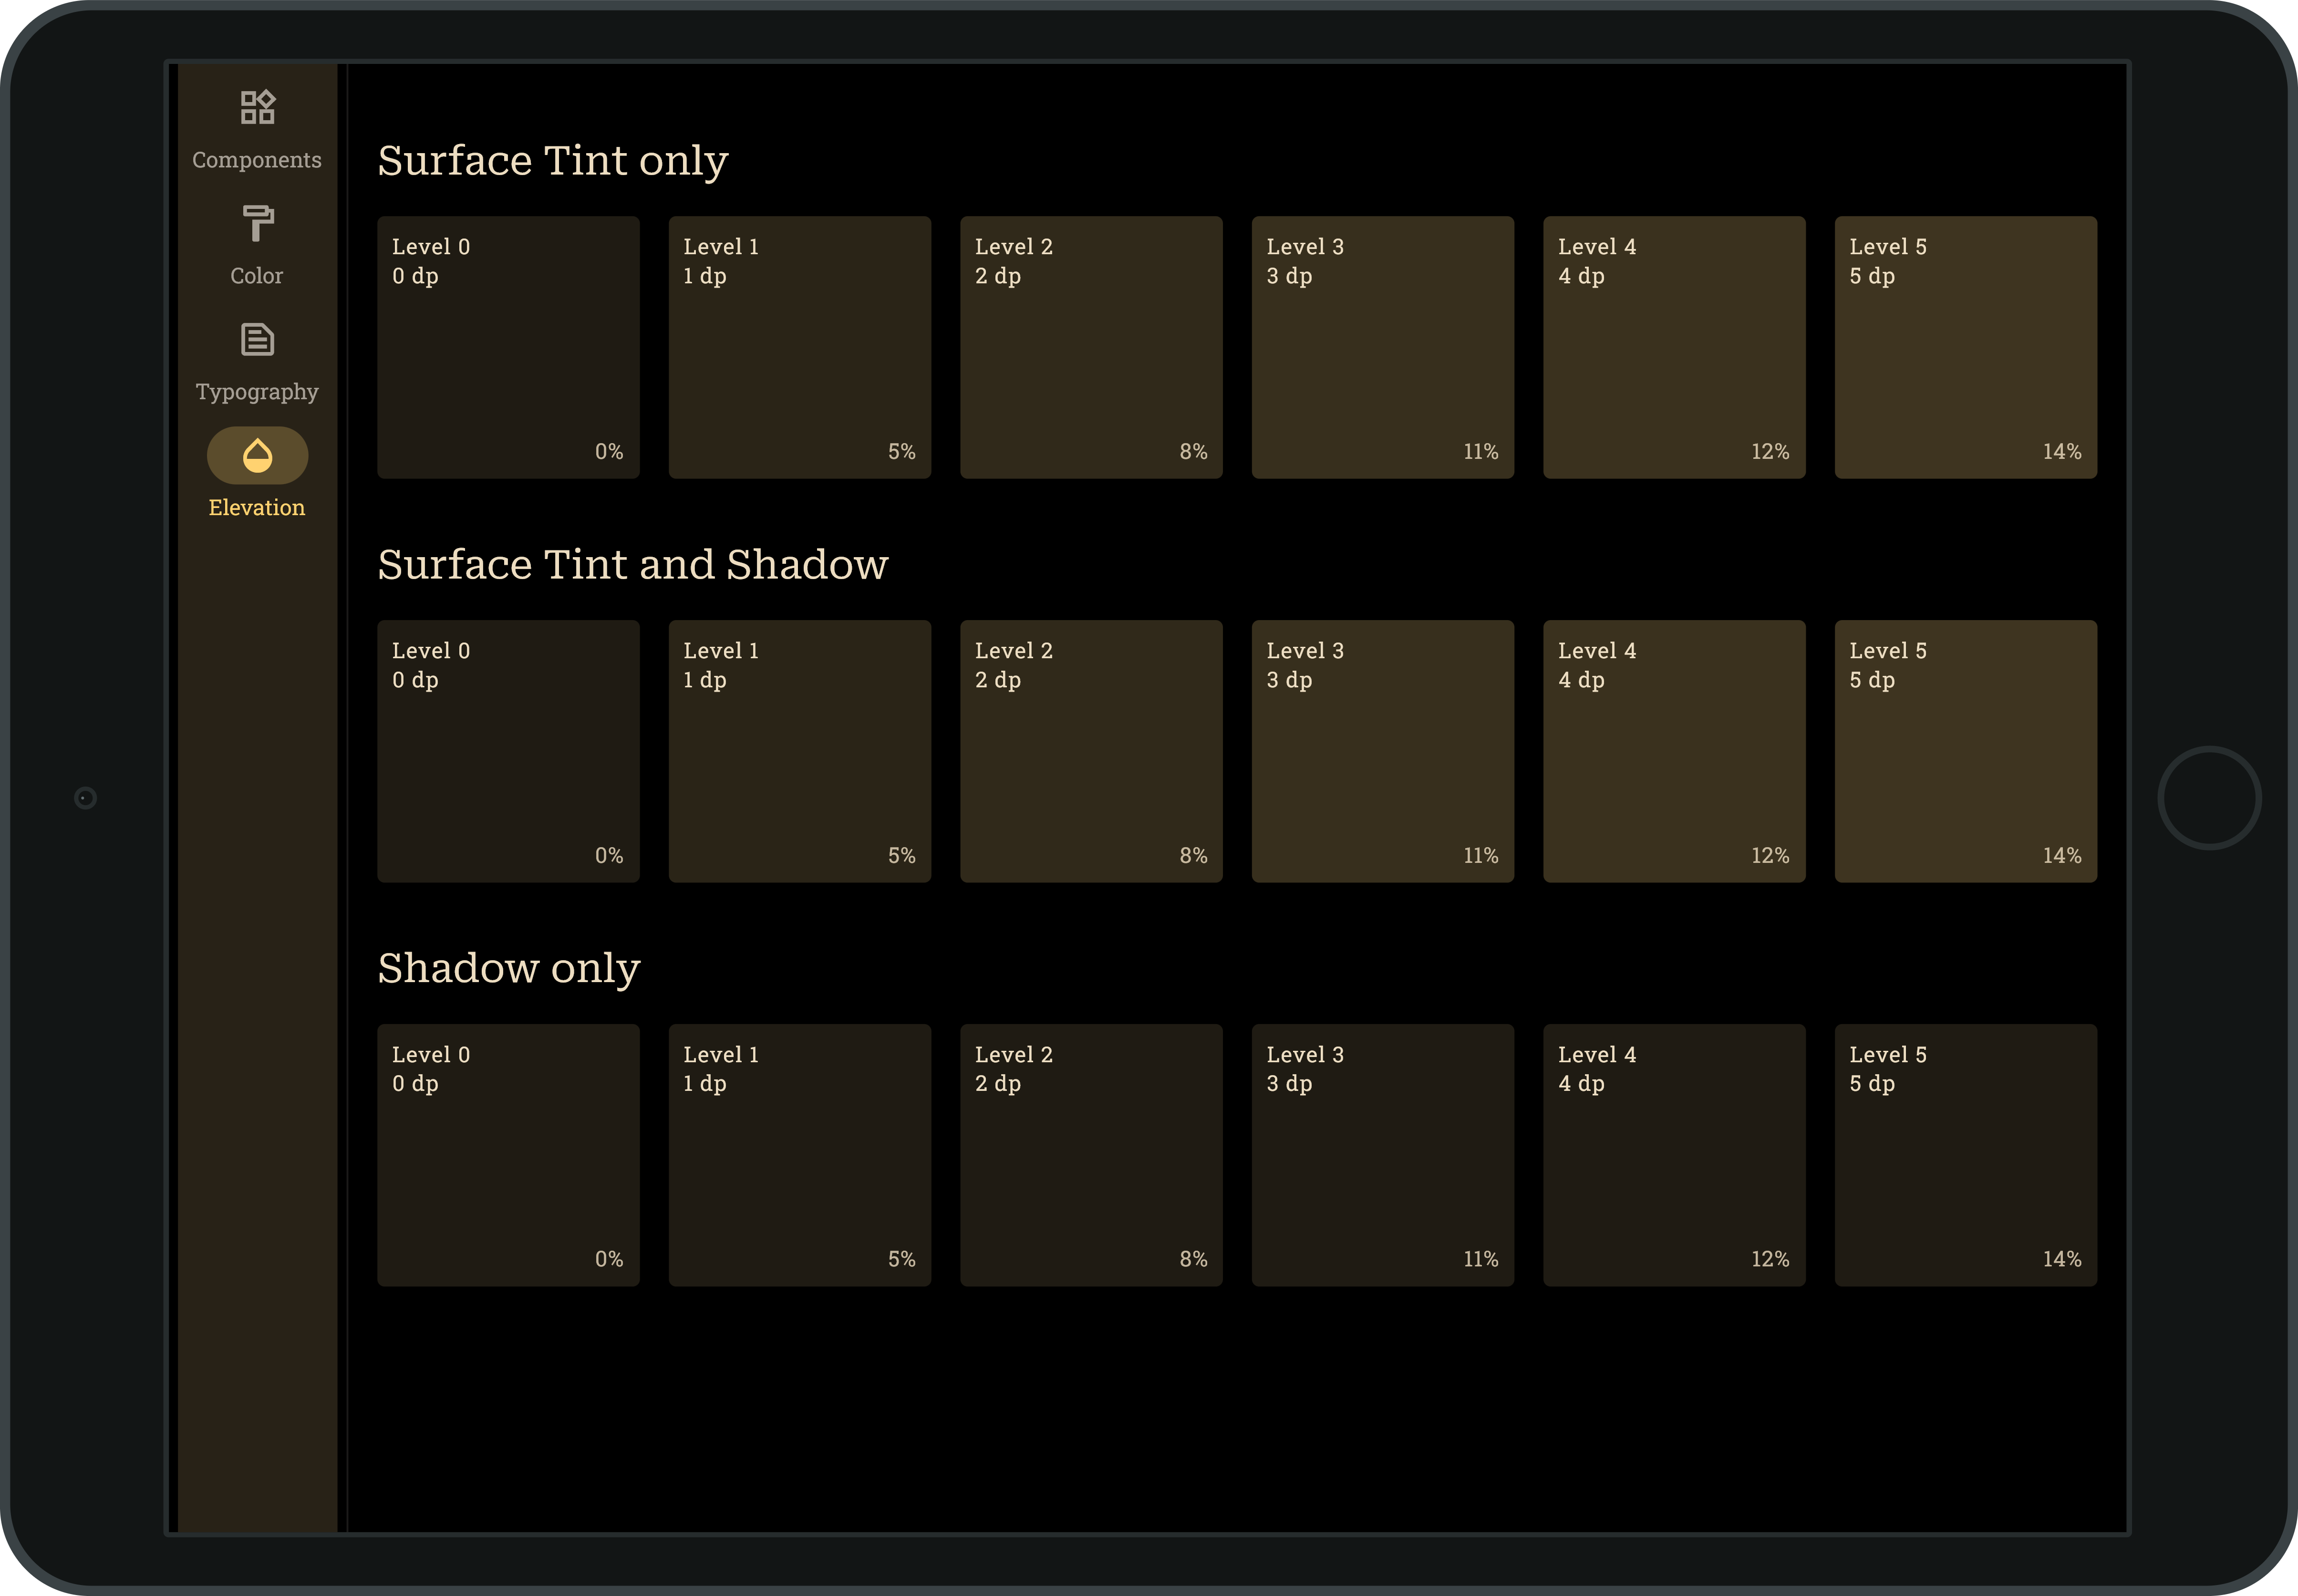 Components
Color
Typography
Elevation
Surface Tint only
Level 0
0 dp
0%
Level 1
1 dp
5%
Level 2
2 dp
8%
Level 3
3 dp
11%
Level 4
4 dp
12%
Level 5
5 dp
14%
Surface Tint and Shadow
Level 0
0 dp
0%
Level 1
1 dp
5%
Level 2
2 dp
8%
Level 3
3 dp
11%
Level 4
4 dp
12%
Level 5
5 dp
14%
Shadow only
Level 0
0 dp
0%
Level 1
1 dp
5%
Level 2
2 dp
8%
Level 3
3 dp
11%
Level 4
4 dp
12%
Level 5
5 dp
14%